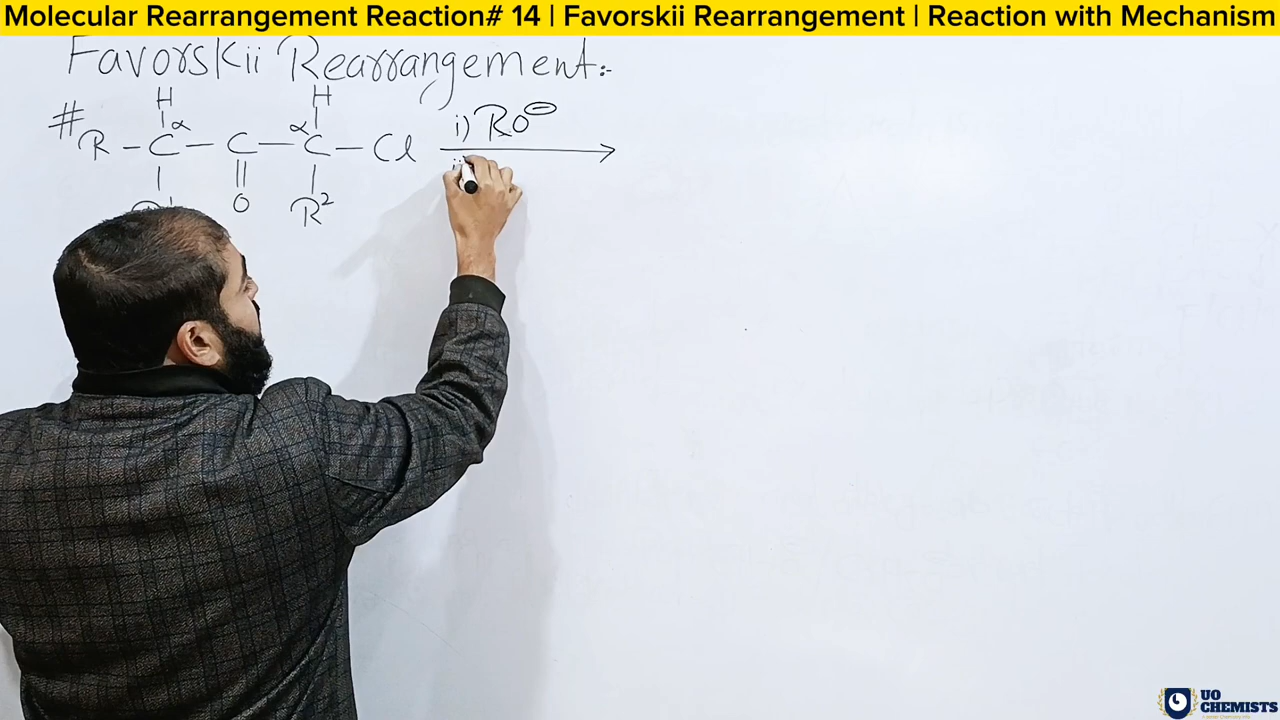 Molecular Rearrangement Reaction# 14 | Favorskii Rearrangement | Reaction with Mechanism
Favorskii Rearrangement:-
H H
# R - C α - C - α C - Cl i) RO⊖
O R²
UO
CHEMISTS